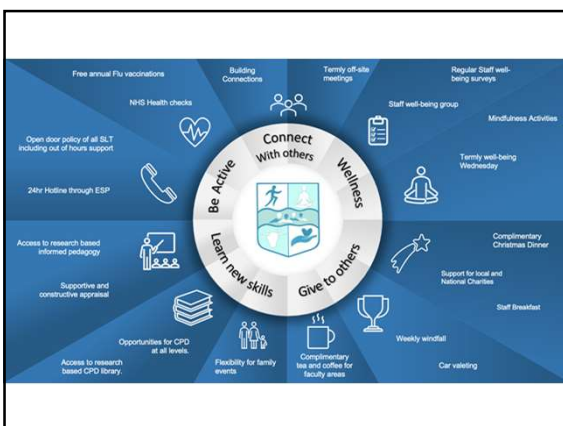 Free annual Flu vaccinations
NHS Health checks
Open door policy of all SLT
including out of hours support
24hr Hotline through ESP
Building
Connections
Termly off-site
meetings
Regular Staff well-
being surveys
Staff well-being group
Mindfulness Activities
Termly well-being
Wednesday
Be Active
Connect
With others
Wellness
Learn new skills
Give to others
Access to research based
informed pedagogy
Supportive and
constructive appraisal
Opportunities for CPD
at all levels.
Access to research
based CPD library.
Flexibility for family
events
Complimentary
tea and coffee for
faculty areas
Complimentary
Christmas Dinner
Support for local and
National Charities
Staff Breakfast
Weekly windfall
Car valeting